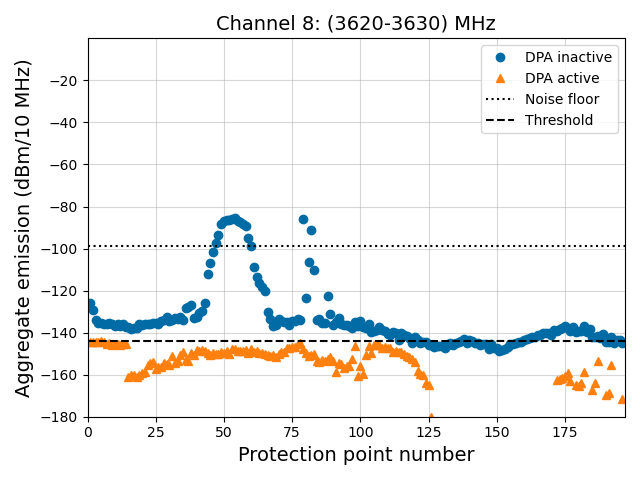 Channel 8: (3620-3630) MHz
Aggregate emission (dBm/10 MHz)
−20
−40
−60
−80
−100
−120
−140
−160
−180
DPA inactive
DPA active
Noise floor
Threshold
0 25 50 75 100 125 150 175
Protection point number